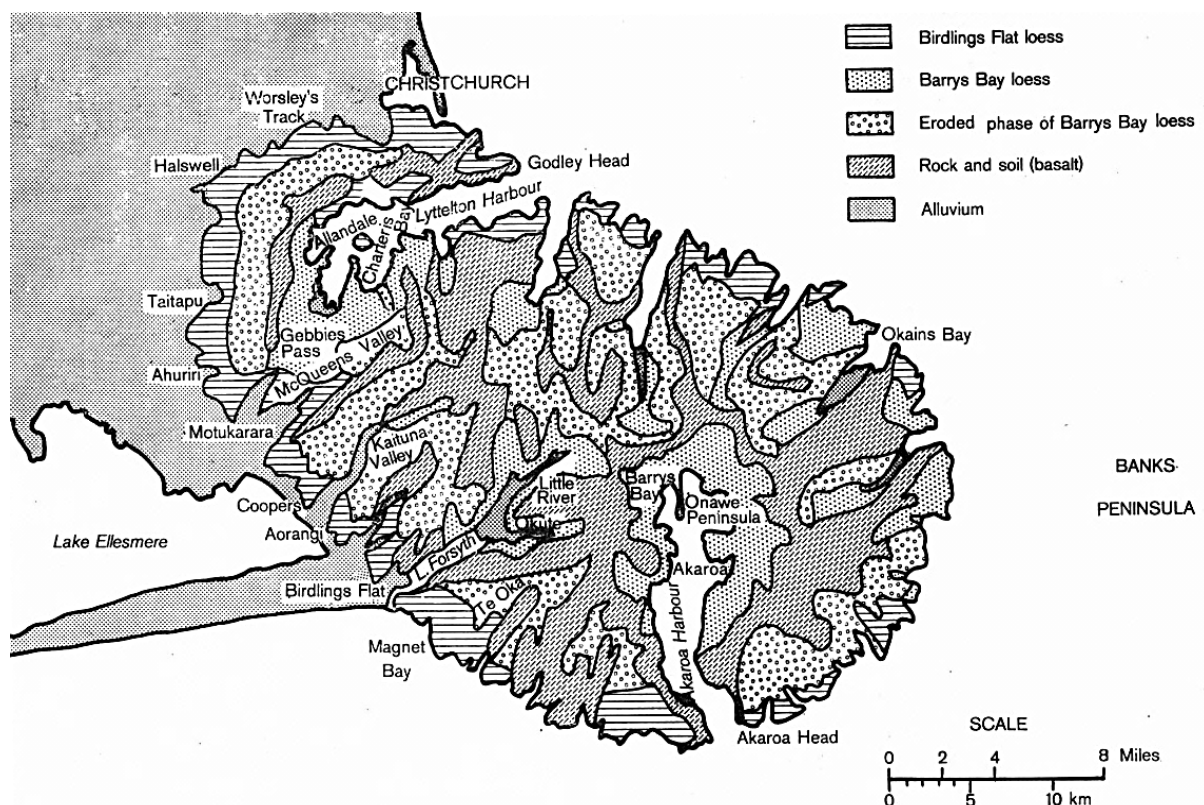 CHRISTCHURCH
Worsley's
Track
Halswell
Godley Head
Lyttelton Harbour
Allandale
Charteris
Bay
Taitapu
Gebbies
Pass
McQueens Valley
Ahuriri
Motukarara
Okains Bay
Kaituna
Valley
Little
River
Barrys
Bay
Onawe
Peninsula
Coopers
Aorangi
Okute
Lake Ellesmere
L. Forsyth
Akaroa
Birdlings Flat
Te Oka
Magnet
Bay
Akaroa Harbour
Akaroa Head
BANKS
PENINSULA
Birdlings Flat loess
Barrys Bay loess
Eroded phase of Barrys Bay loess
Rock and soil (basalt)
Alluvium
SCALE
0 2 4 8 Miles
0 5 10 km